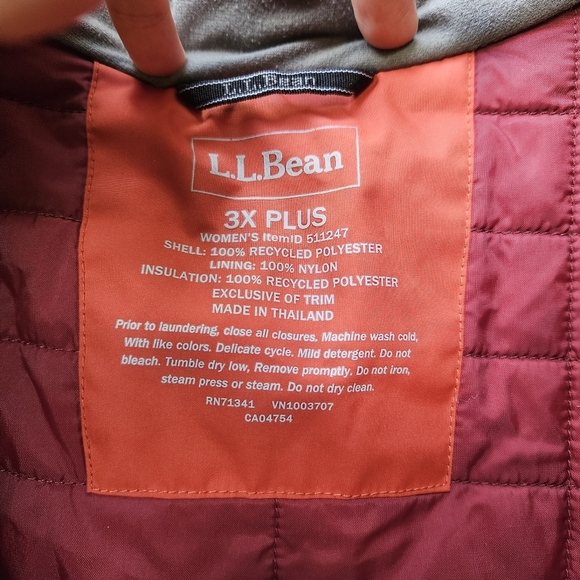 L.L.Bean
L.L.Bean
3X PLUS
WOMEN'S ItemID 511247
SHELL: 100% RECYCLED POLYESTER
LINING: 100% NYLON
INSULATION: 100% RECYCLED POLYESTER
EXCLUSIVE OF TRIM
MADE IN THAILAND
Prior to laundering, close all closures. Machine wash cold,
With like colors. Delicate cycle. Mild detergent. Do not
bleach. Tumble dry low, Remove promptly. Do not iron,
steam press or steam. Do not dry clean.
RN71341 VN1003707
CA04754